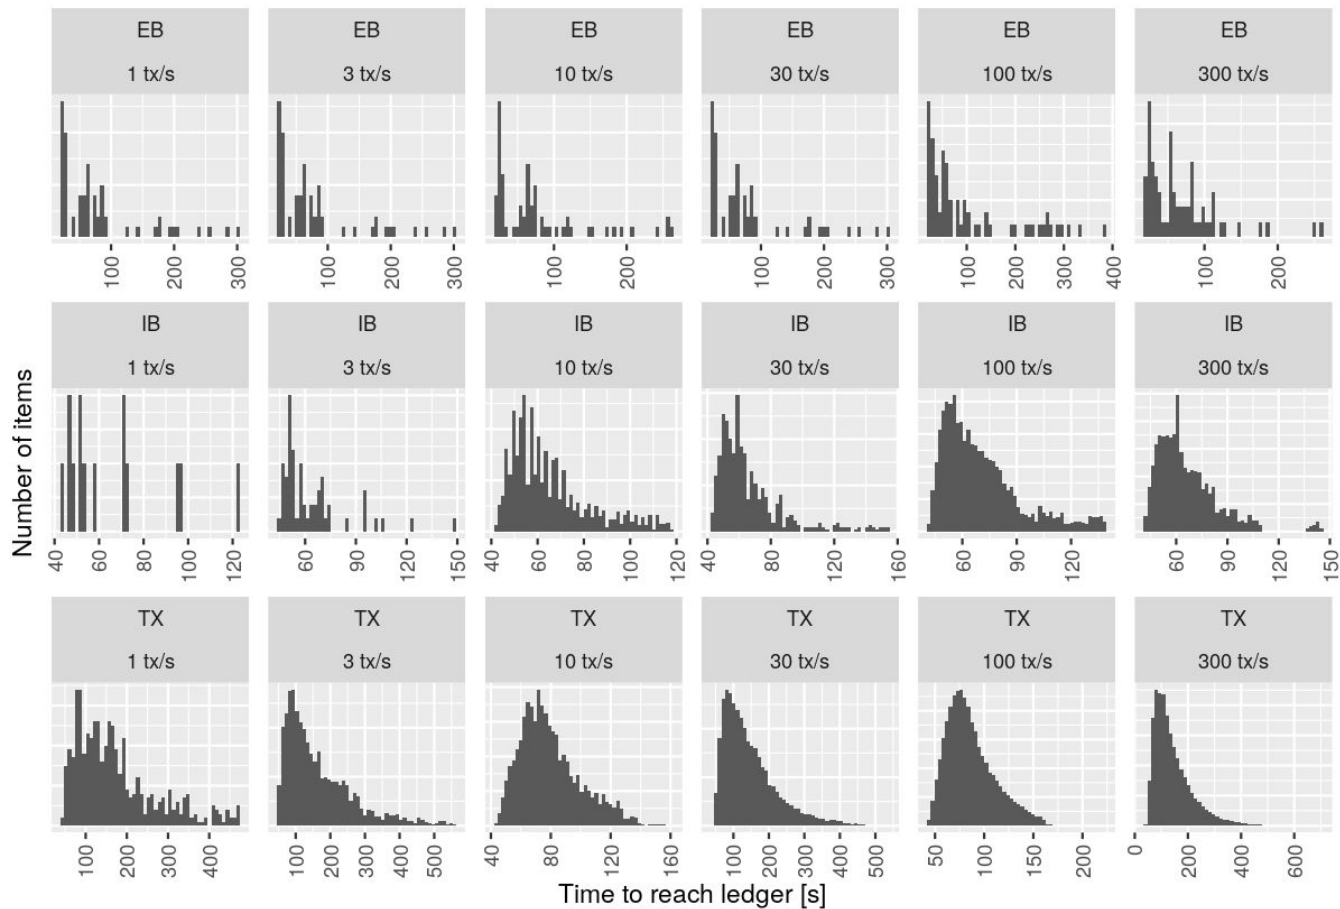 EB EB EB EB EB EB
1 tx/s 3 tx/s 10 tx/s 30 tx/s 100 tx/s 300 tx/s
100 200 300 100 200 300 100 200 100 200 300 100 200 300 400 100 200
IB IB IB IB IB IB
1 tx/s 3 tx/s 10 tx/s 30 tx/s 100 tx/s 300 tx/s
40 60 80 100 120 60 90 120 150 40 60 80 100 120 40 80 120 160 60 90 120 60 90 120 150
TX TX TX TX TX TX
1 tx/s 3 tx/s 10 tx/s 30 tx/s 100 tx/s 300 tx/s
100 200 300 400 100 200 300 400 500 40 80 120 160 100 200 300 400 500 50 100 150 200 0 200 400 600
Number of items
Time to reach ledger [s]